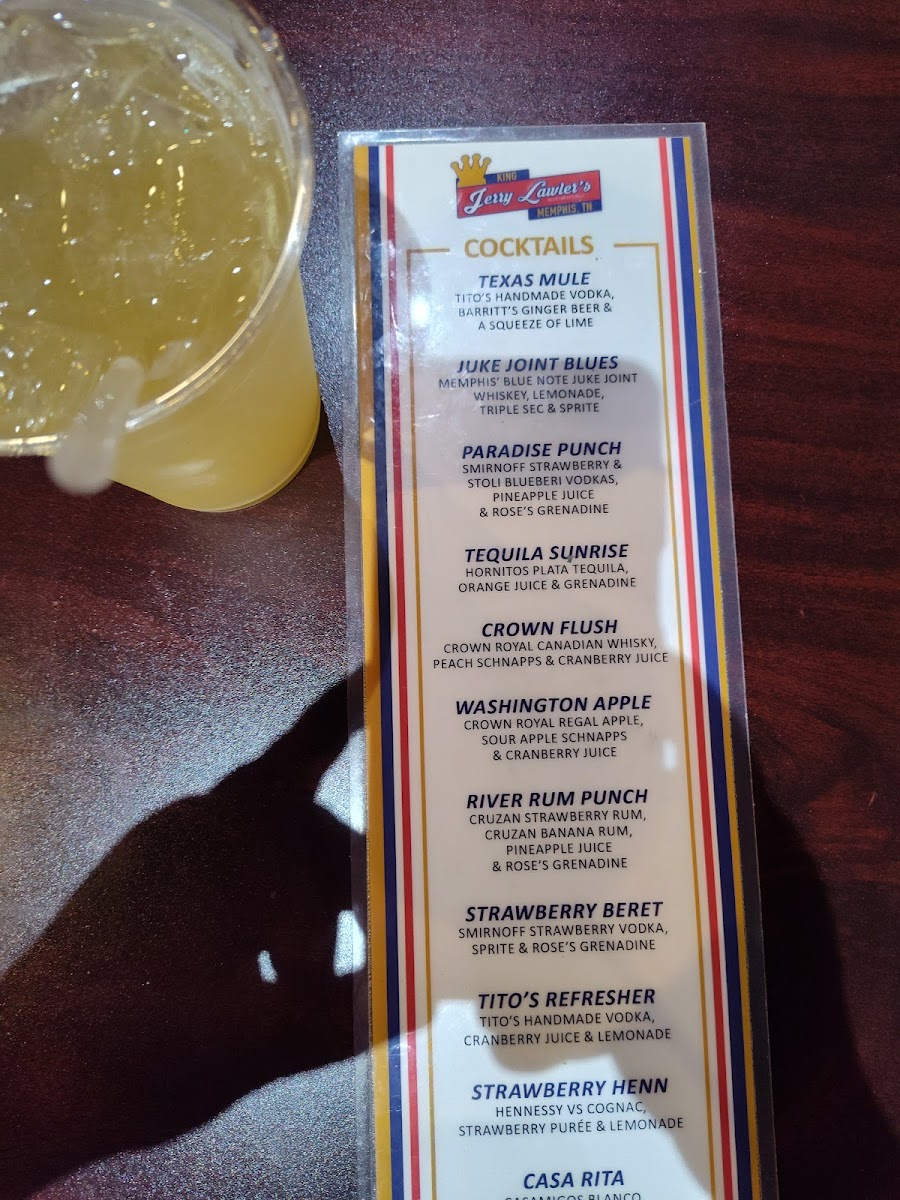 KING
Jerry Lawler's
MEMPHIS, TN
COCKTAILS
TEXAS MULE
TITO'S HANDMADE VODKA,
BARRITT'S GINGER BEER &
A SQUEEZE OF LIME
JUKE JOINT BLUES
MEMPHIS' BLUE NOTE JUKE JOINT
WHISKEY, LEMONADE,
TRIPLE SEC & SPRITE
PARADISE PUNCH
SMIRNOFF STRAWBERRY &
STOLI BLUEBERI VODKAS,
PINEAPPLE JUICE
& ROSE'S GRENADINE
TEQUILA SUNRISE
HORNITOS PLATA TEQUILA,
ORANGE JUICE & GRENADINE
CROWN FLUSH
CROWN ROYAL CANADIAN WHISKY,
PEACH SCHNAPPS & CRANBERRY JUICE
WASHINGTON APPLE
CROWN ROYAL REGAL APPLE,
SOUR APPLE SCHNAPPS
& CRANBERRY JUICE
RIVER RUM PUNCH
CRUZAN STRAWBERRY RUM,
CRUZAN BANANA RUM,
PINEAPPLE JUICE
& ROSE'S GRENADINE
STRAWBERRY BERET
SMIRNOFF STRAWBERRY VODKA,
SPRITE & ROSE'S GRENADINE
TITO'S REFRESHER
TITO'S HANDMADE VODKA,
CRANBERRY JUICE & LEMONADE
STRAWBERRY HENN
HENNESSY VS COGNAC,
STRAWBERRY PURÉE & LEMONADE
CASA RITA
CASAMIGOS BLANCO